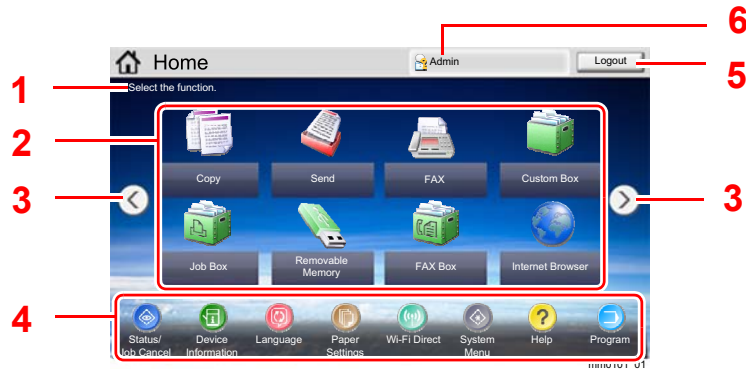 6
Home
Admin
Logout
5
1
Select the function.
2
Copy
Send
FAX
Custom Box
3
3
Job Box
Removable
Memory
FAX Box
Internet Browser
4
Status/
Job Cancel
Device
Information
Language
Paper
Settings
Wi-Fi Direct
System
Menu
?
Help
Program
mm0101_01